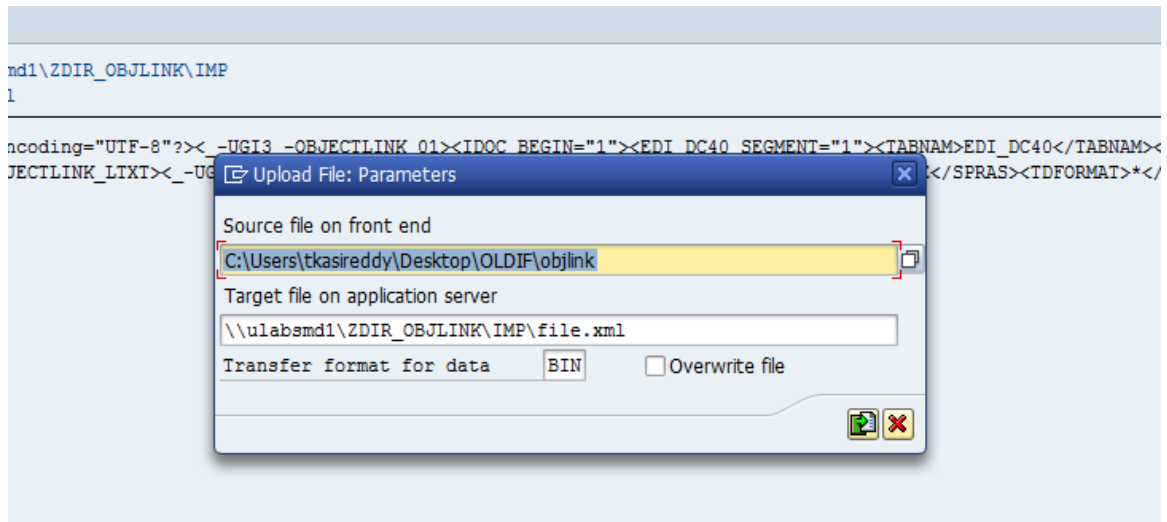 md1\ZDIR_OBJLINK\IMP
l
ncoding="UTF-8"?><_-UGI3_-OBJECTLINK_01><IDOC BEGIN="1"><EDI_DC40 SEGMENT="1"><TABNAM>EDI_DC40</TABNAM><
JECTLINK_LTXT><_-UG </SPRAS><TDFORMAT>*</
Upload File: Parameters
Source file on front end
C:\Users\tkasireddy\Desktop\OLDIF\objlink
Target file on application server
\\ulabsmd1\ZDIR_OBJLINK\IMP\file.xml
Transfer format for data BIN Overwrite file